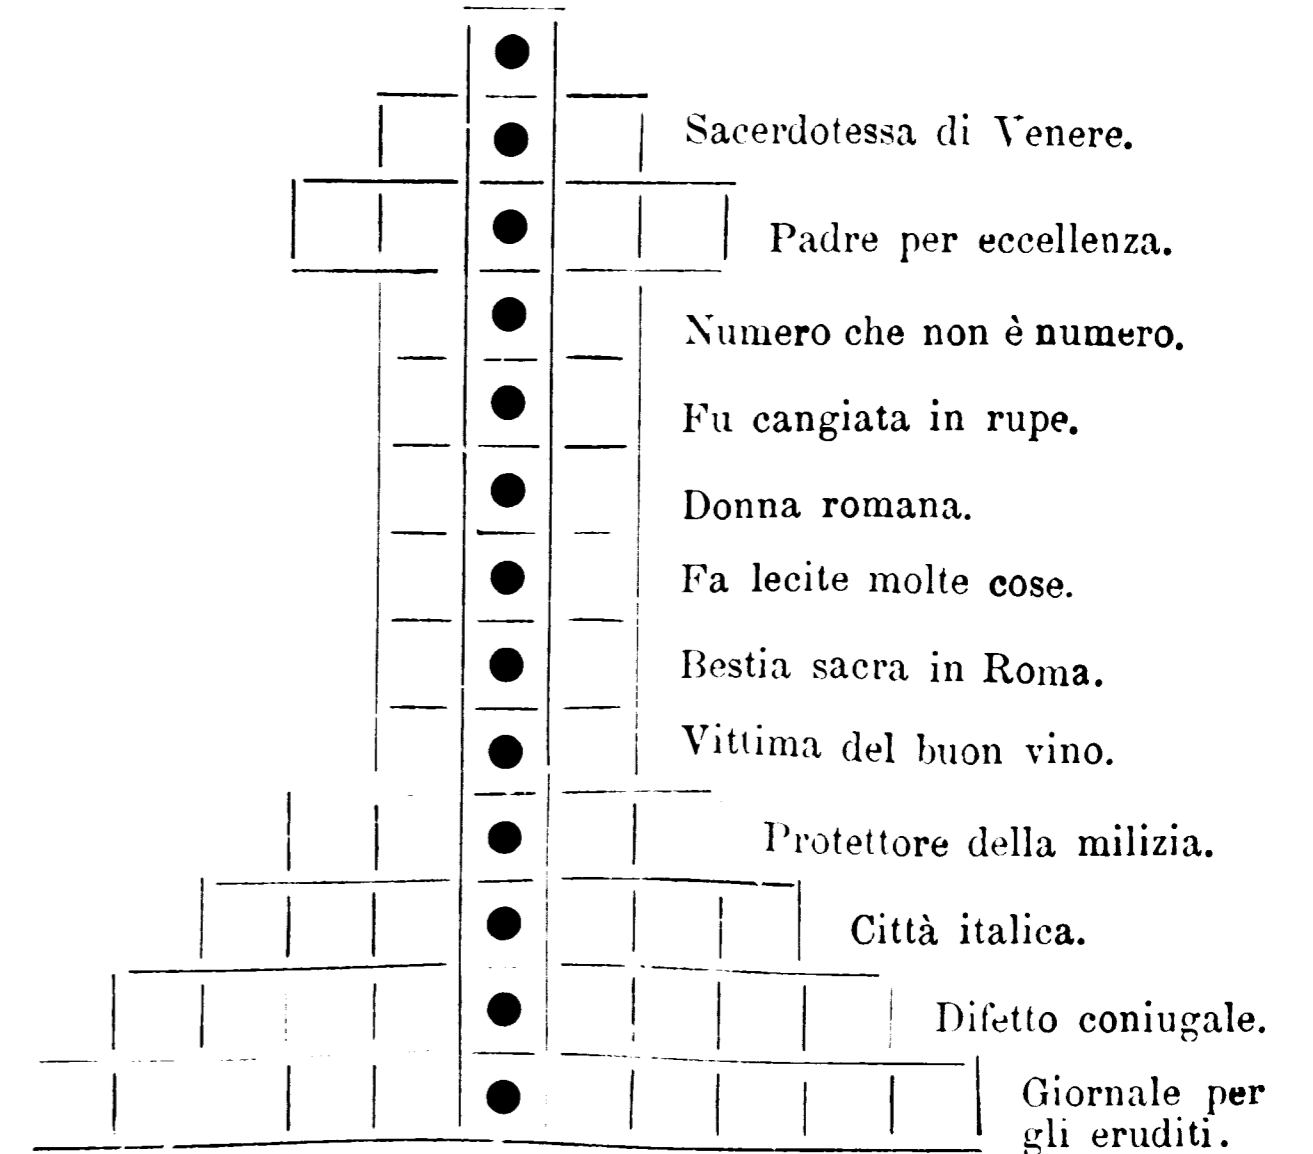 Sacerdotessa di Venere.
Padre per eccellenza.
Numero che non è numero.
Fu cangiata in rupe.
Donna romana.
Fa lecite molte cose.
Bestia sacra in Roma.
Vittima del buon vino.
Protettore della milizia.
Città italica.
Difetto coniugale.
Giornale per
gli eruditi.